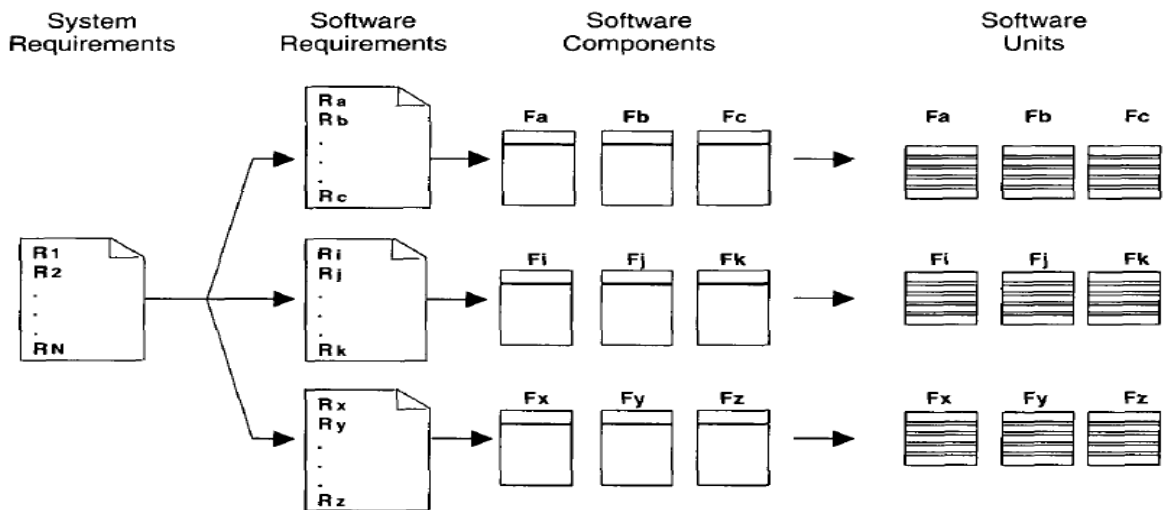 System
Requirements
Software
Requirements
Software
Components
Software
Units
Ra
Rb
.
.
.
Rc
Fa Fb Fc
Fa Fb Fc
R1
R2
.
.
.
RN
Ri
Rj
.
.
.
Rk
Fi Fj Fk
Fi Fj Fk
Rx
Ry
.
.
.
Rz
Fx Fy Fz
Fx Fy Fz